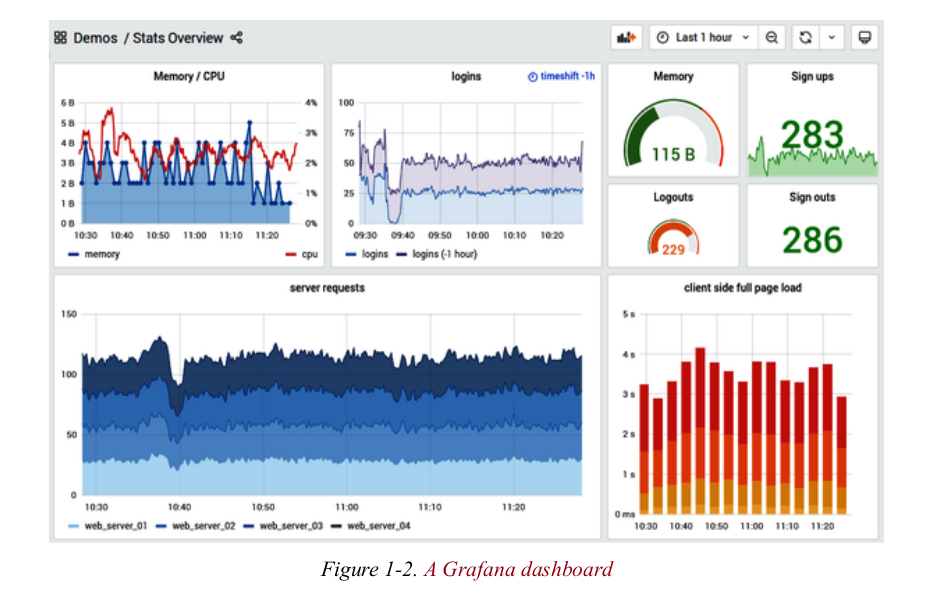 Demos / Stats Overview
Last 1 hour
Memory / CPU
6 B
5 B
4 B
3 B
2 B
1 B
0 B
4%
3%
2%
1%
0%
10:30 10:40 10:50 11:00 11:10 11:20
memory cpu
logins
timeshift -1h
100
75
50
25
0
09:30 09:40 09:50 10:00 10:10 10:20
logins logins (-1 hour)
Memory
115 B
Sign ups
283
Logouts
229
Sign outs
286
server requests
150
100
50
0
10:30 10:40 10:50 11:00 11:10 11:20
web_server_01 web_server_02 web_server_03 web_server_04
client side full page load
5 s
4 s
3 s
2 s
1 s
0 ms
10:30 10:40 10:50 11:00 11:10 11:20
Figure 1-2. A Grafana dashboard